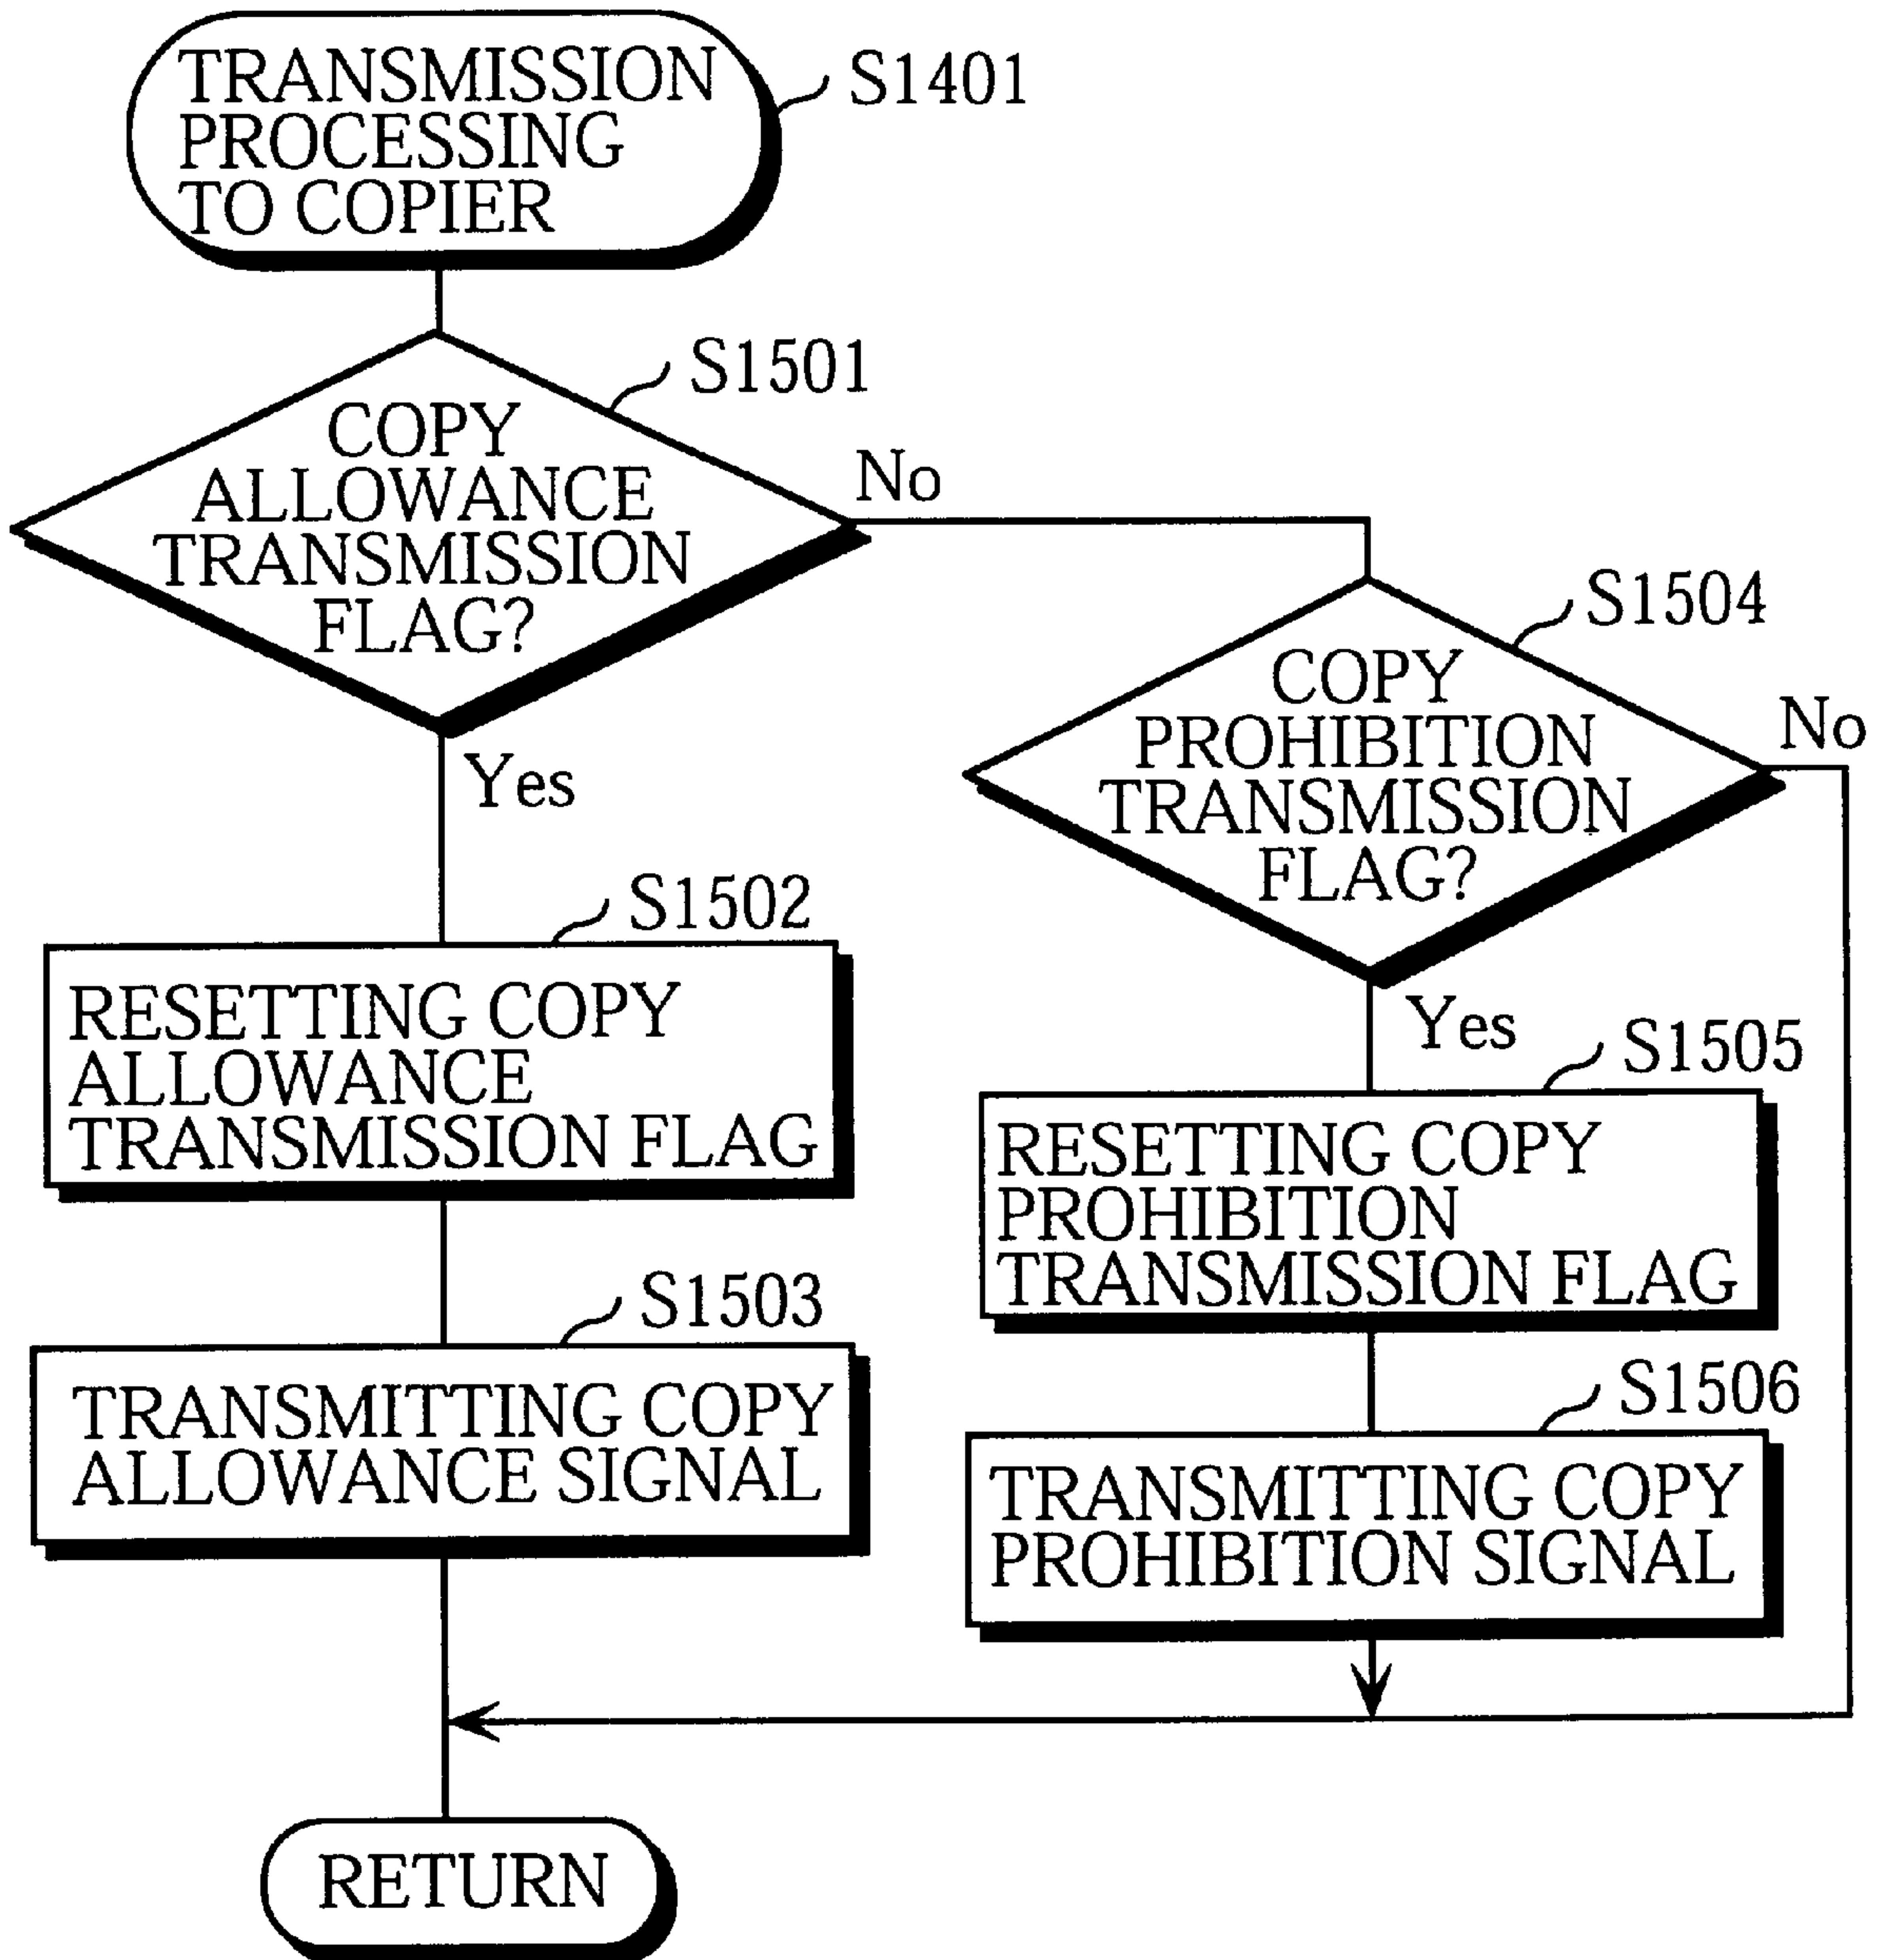 TRANSMISSION
PROCESSING
TO COPIER
S1401
S1501
COPY
ALLOWANCE
TRANSMISSION
FLAG?
No
Yes
S1502
RESETTING COPY
ALLOWANCE
TRANSMISSION FLAG
S1503
TRANSMITTING COPY
ALLOWANCE SIGNAL
S1504
COPY
PROHIBITION
TRANSMISSION
FLAG?
No
Yes
S1505
RESETTING COPY
PROHIBITION
TRANSMISSION FLAG
S1506
TRANSMITTING COPY
PROHIBITION SIGNAL
RETURN